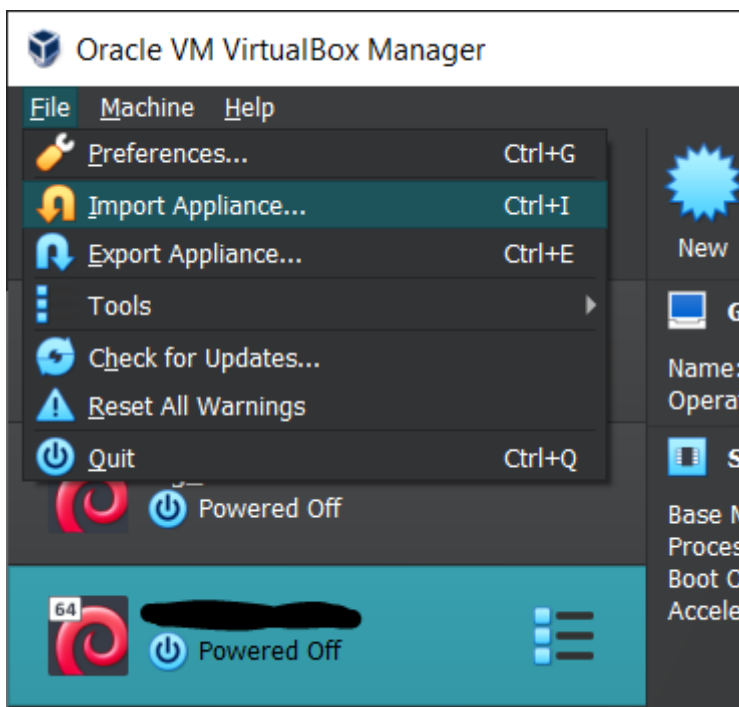 Oracle VM VirtualBox Manager
File Machine Help
Preferences... Ctrl+G
Import Appliance... Ctrl+I
Export Appliance... Ctrl+E
Tools
Check for Updates...
Reset All Warnings
Quit Ctrl+Q
Powered Off
64
Powered Off
New
Name:
Base